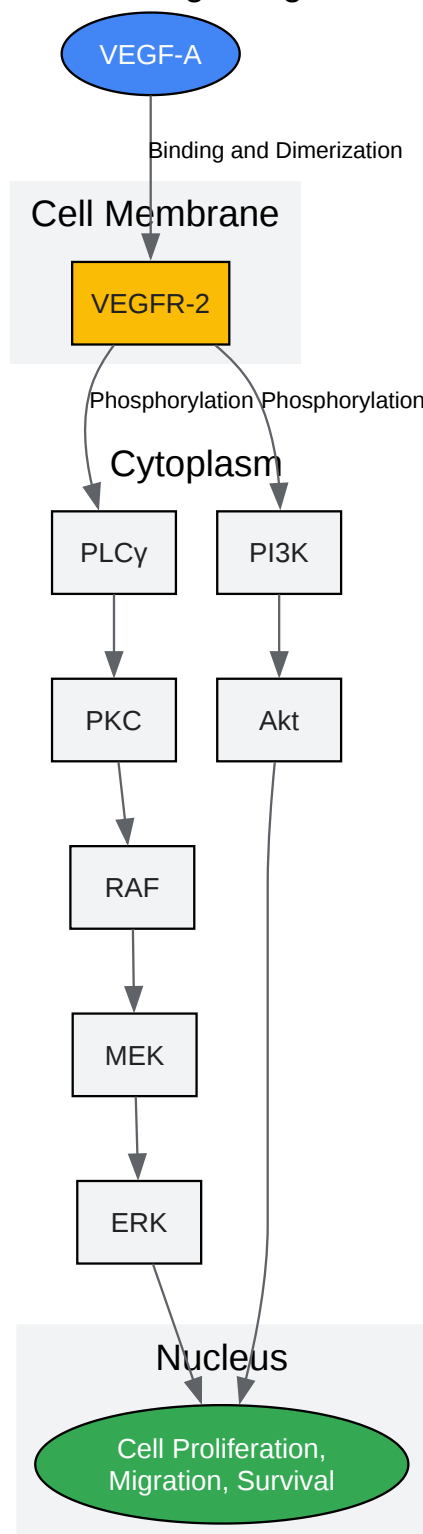 VEGF-A
Binding and Dimerization
Cell Membrane
VEGFR-2
Phosphorylation Phosphorylation
Cytoplasm
PLCγ PI3K
PKC Akt
RAF
MEK
ERK
Nucleus
Cell Proliferation,
Migration, Survival